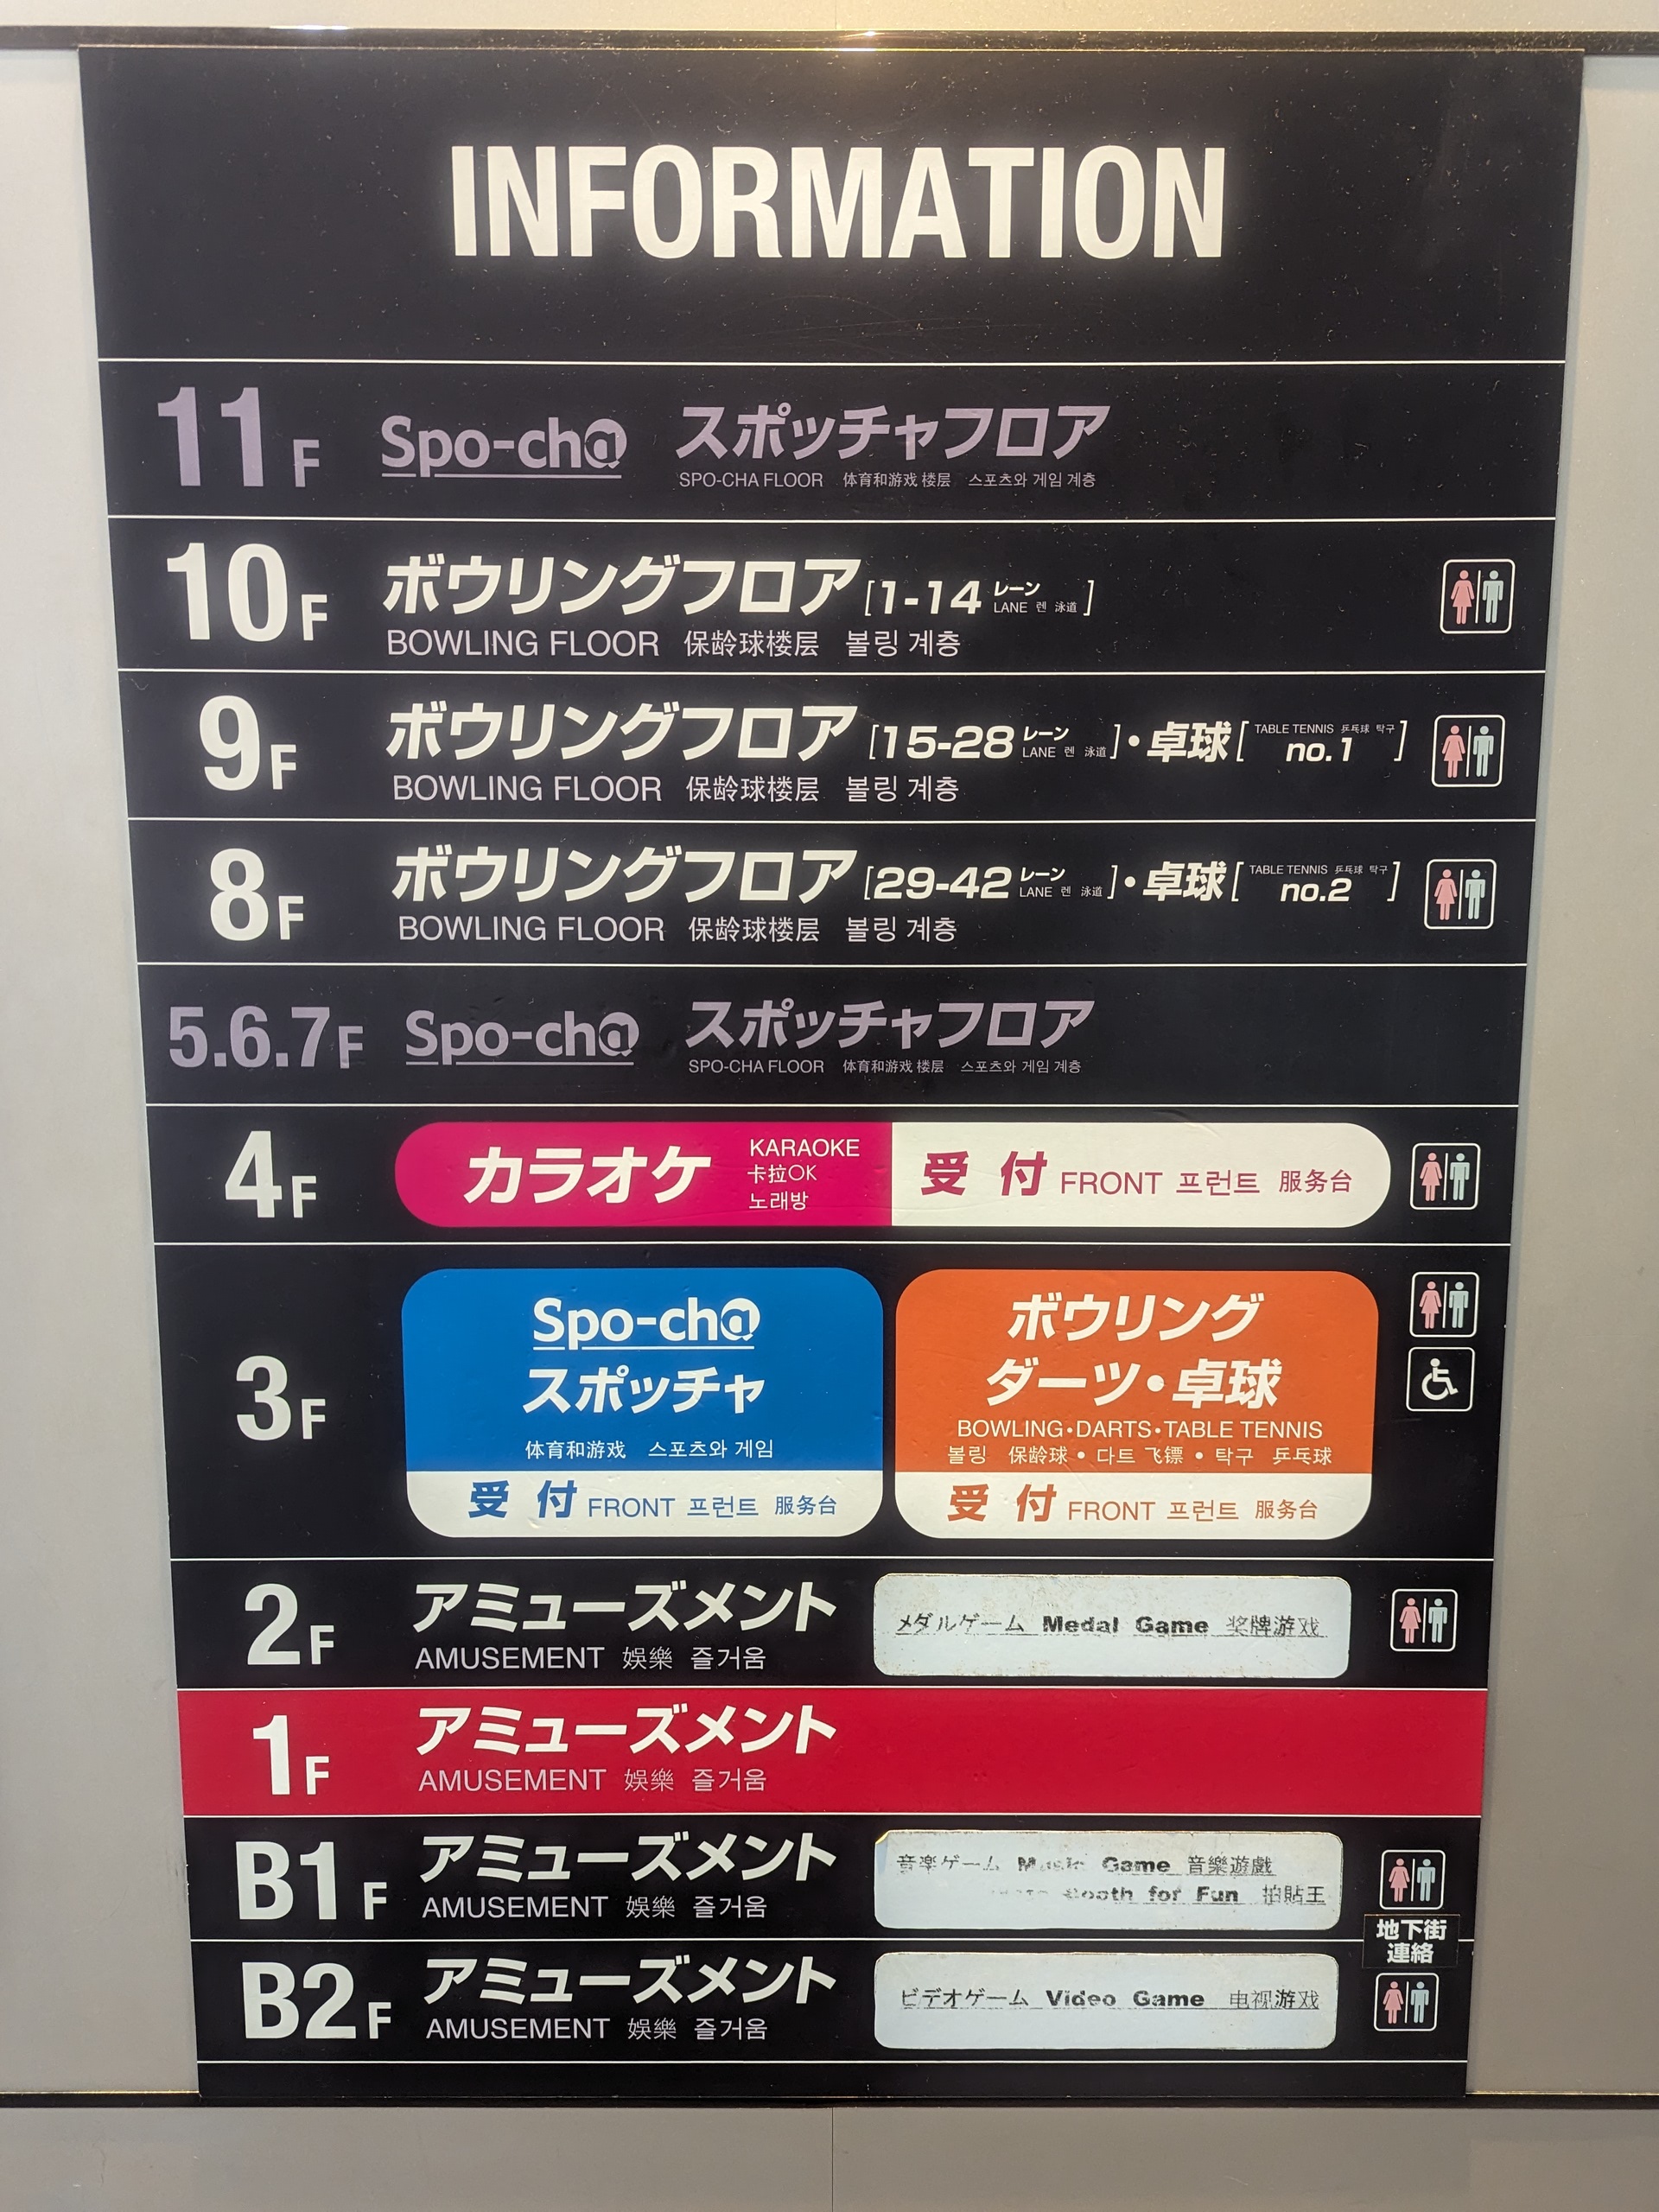 INFORMATION
11F Spo-cha スポッチャフロア
SPO-CHA FLOOR 体育和游戏 楼层 스포츠와 게임 계층
10F ボウリングフロア [1-14 レーン LANE 렌 泳道]
BOWLING FLOOR 保龄球楼层 볼링 계층
9F ボウリングフロア [15-28 レーン LANE 렌 泳道]・卓球[TABLE TENNIS 乒乓球 탁구 no.1]
BOWLING FLOOR 保龄球楼层 볼링 계층
8F ボウリングフロア [29-42 レーン LANE 렌 泳道]・卓球[TABLE TENNIS 乒乓球 탁구 no.2]
BOWLING FLOOR 保龄球楼层 볼링 계층
5.6.7F Spo-cha スポッチャフロア
SPO-CHA FLOOR 体育和游戏 楼层 스포츠와 게임 계층
4F カラオケ
KARAOKE
卡拉OK
노래방
受付 FRONT 프런트 服务台
3F
Spo-cha
スポッチャ
体育和游戏 스포츠와 게임
受付 FRONT 프런트 服务台
ボウリング
ダーツ・卓球
BOWLING・DARTS・TABLE TENNIS
볼링 保龄球・다트 飞镖・탁구 乒乓球
受付 FRONT 프런트 服务台
2F アミューズメント
AMUSEMENT 娯樂 즐거움
メダルゲーム Medal Game 奖牌游戏
1F アミューズメント
AMUSEMENT 娯樂 즐거움
B1F アミューズメント
AMUSEMENT 娯樂 즐거움
音楽ゲーム Music Game 音樂遊戲
Booth for Fun 拍貼王
地下街
連絡
B2F アミューズメント
AMUSEMENT 娯樂 즐거움
ビデオゲーム Video Game 电视游戏